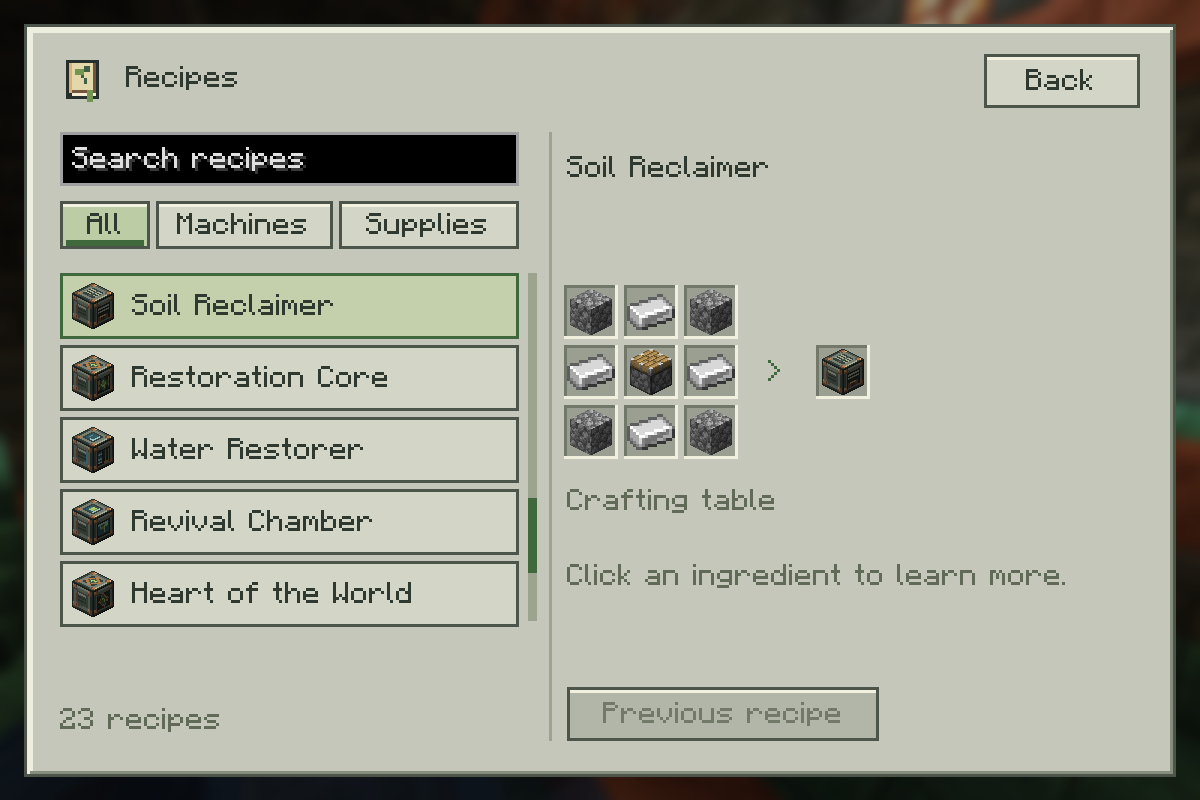 Recipes
Back
Search recipes
All
Machines
Supplies
Soil Reclaimer
Restoration Core
Water Restorer
Revival Chamber
Heart of the World
23 recipes
Soil Reclaimer
Crafting table
Click an ingredient to learn more.
Previous recipe